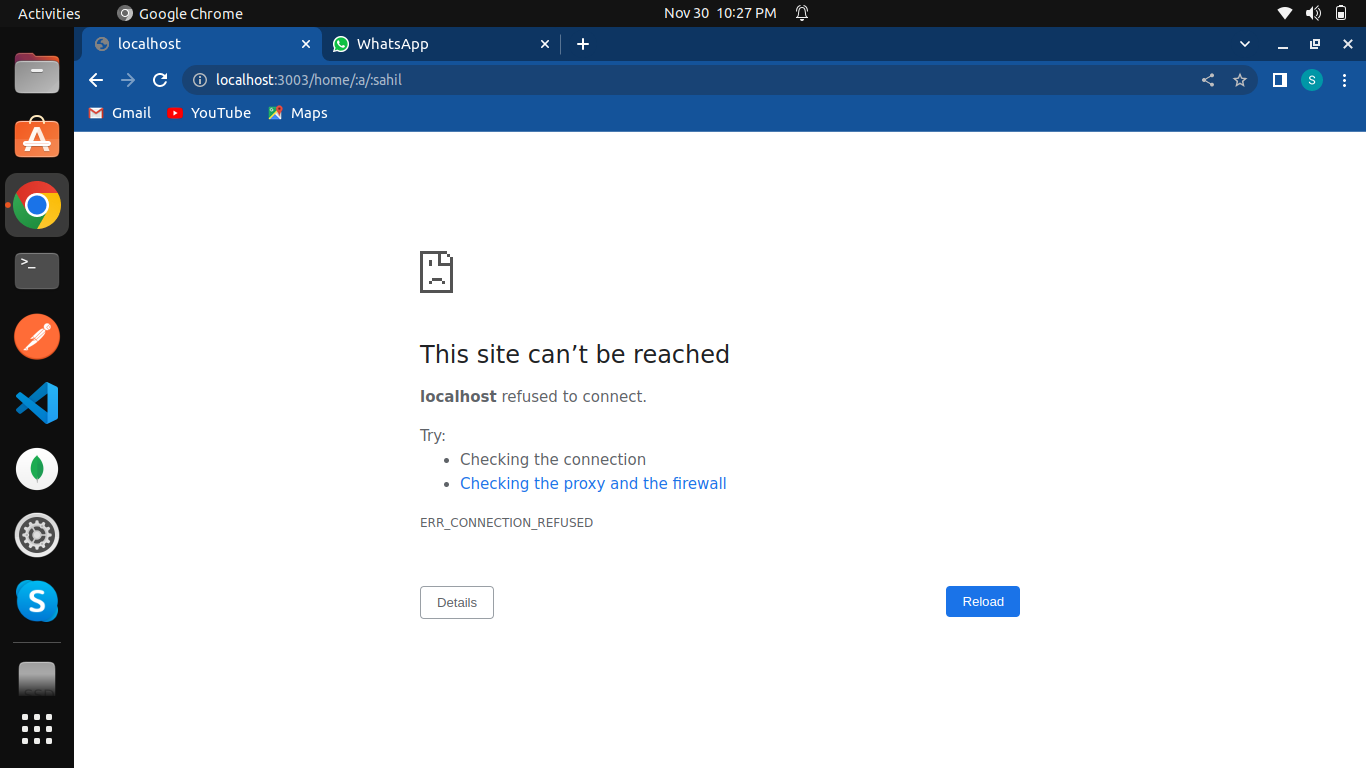 Activities Google Chrome Nov 30 10:27 PM
localhost WhatsApp
localhost:3003/home/:a/:sahil S
Gmail YouTube Maps
>_
This site can’t be reached
localhost refused to connect.
Try:
• Checking the connection
• Checking the proxy and the firewall
ERR_CONNECTION_REFUSED
Details Reload
S